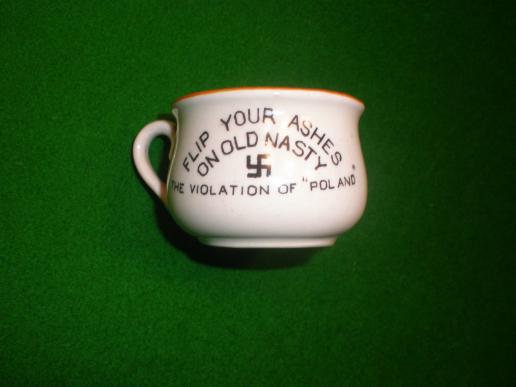 FLIP YOUR ASHES
ON OLD NASTY
THE VIOLATION OF "POLAND"